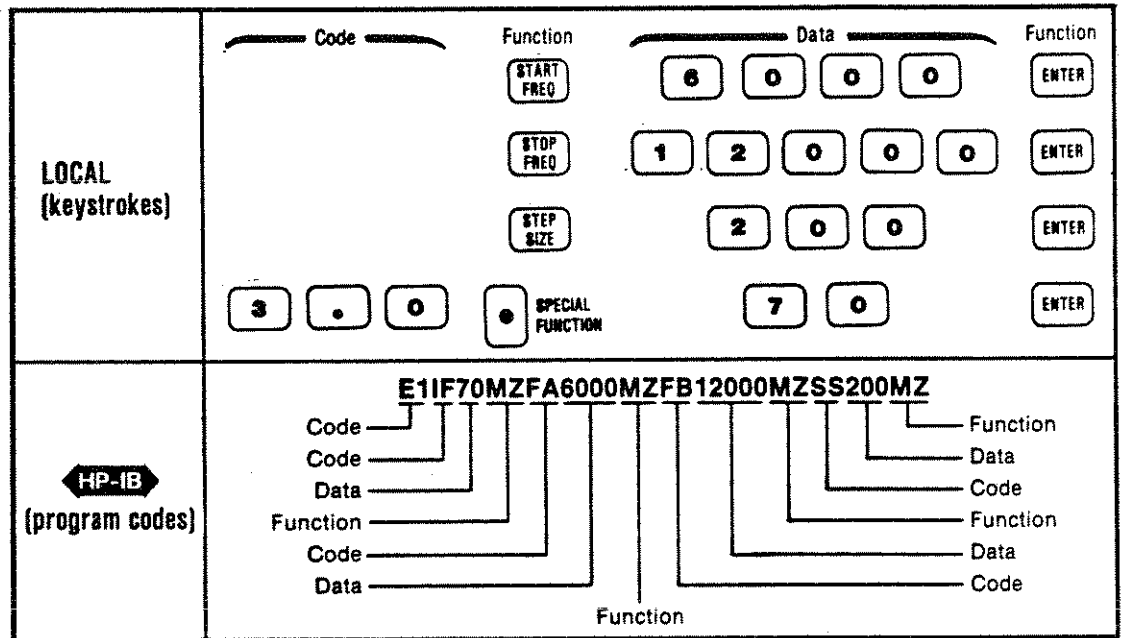 Code Function Data Function
START FREQ 6 0 0 0 ENTER
STOP FREQ 1 2 0 0 0 ENTER
LOCAL
(keystrokes)
STEP SIZE 2 0 0 ENTER
3 . 0 SPECIAL FUNCTION 7 0 ENTER
E1IF70MZFA6000MZFB12000MZSS200MZ
Code Function
Code Data
HP-IB
Data Code
(program codes)
Function Function
Code Data
Data Code
Function